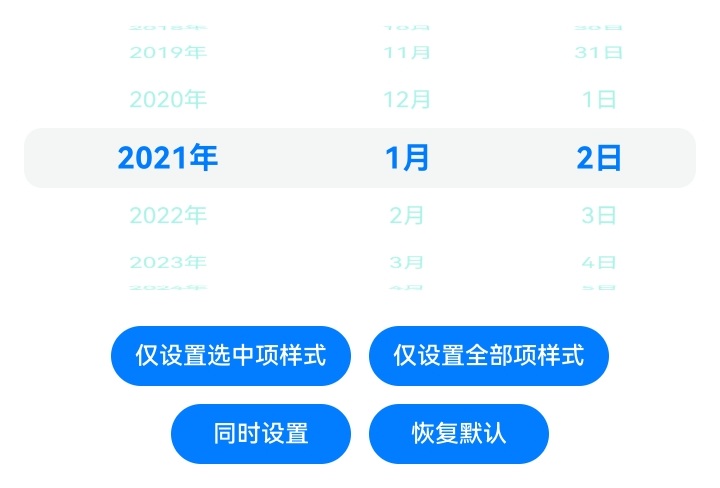 2019年 11月 31日
2020年 12月 1日
2021年 1月 2日
2022年 2月 3日
2023年 3月 4日
仅设置选中项样式 仅设置全部项样式
同时设置 恢复默认